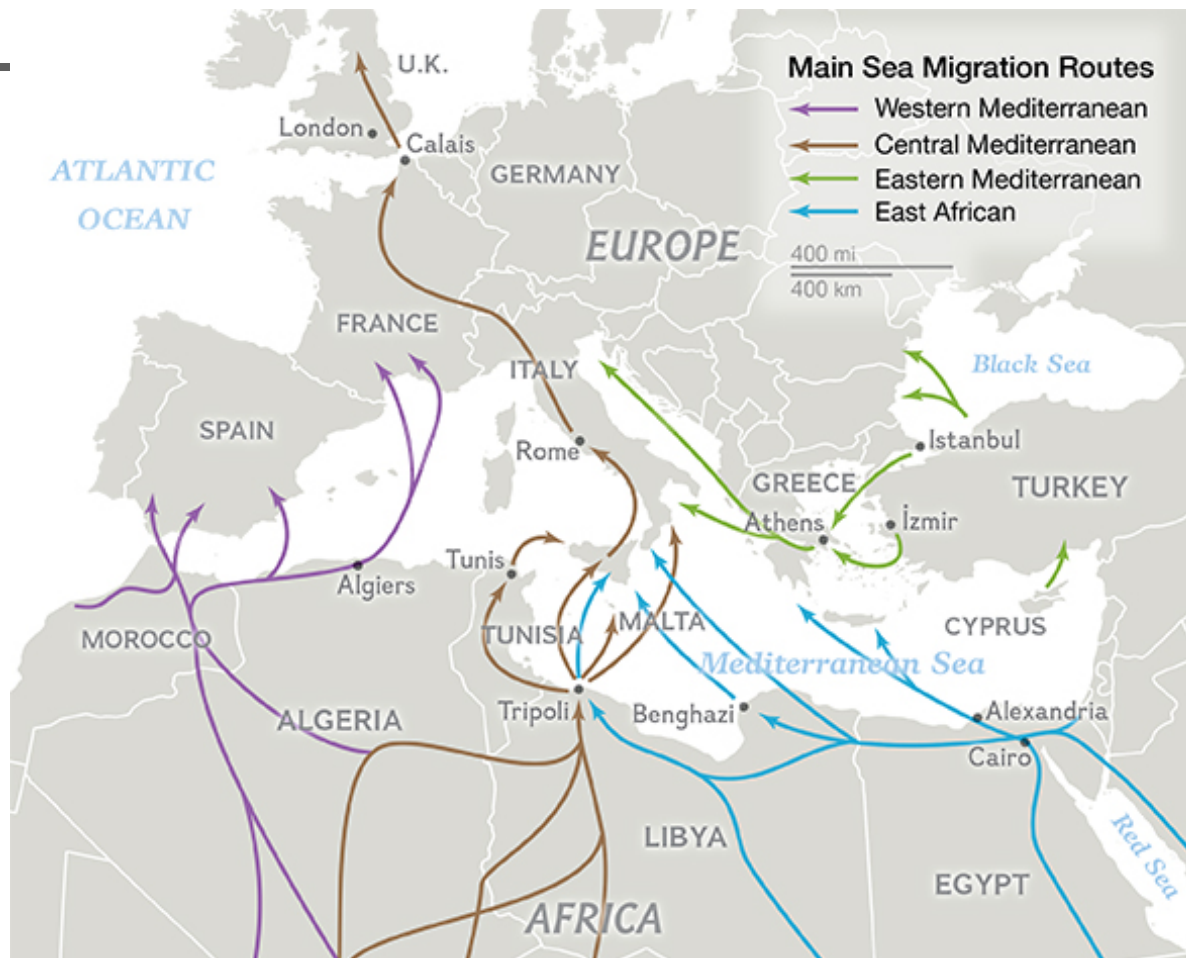 Main Sea Migration Routes
Western Mediterranean
Central Mediterranean
Eastern Mediterranean
East African
400 mi
400 km
U.K.
London
Calais
ATLANTIC
OCEAN
GERMANY
EUROPE
FRANCE
ITALY
Black Sea
SPAIN
Rome
Istanbul
GREECE
TURKEY
Athens
İzmir
Tunis
Algiers
MOROCCO
TUNISIA
MALTA
CYPRUS
Mediterranean Sea
ALGERIA
Tripoli
Benghazi
Alexandria
Cairo
LIBYA
Red Sea
EGYPT
AFRICA